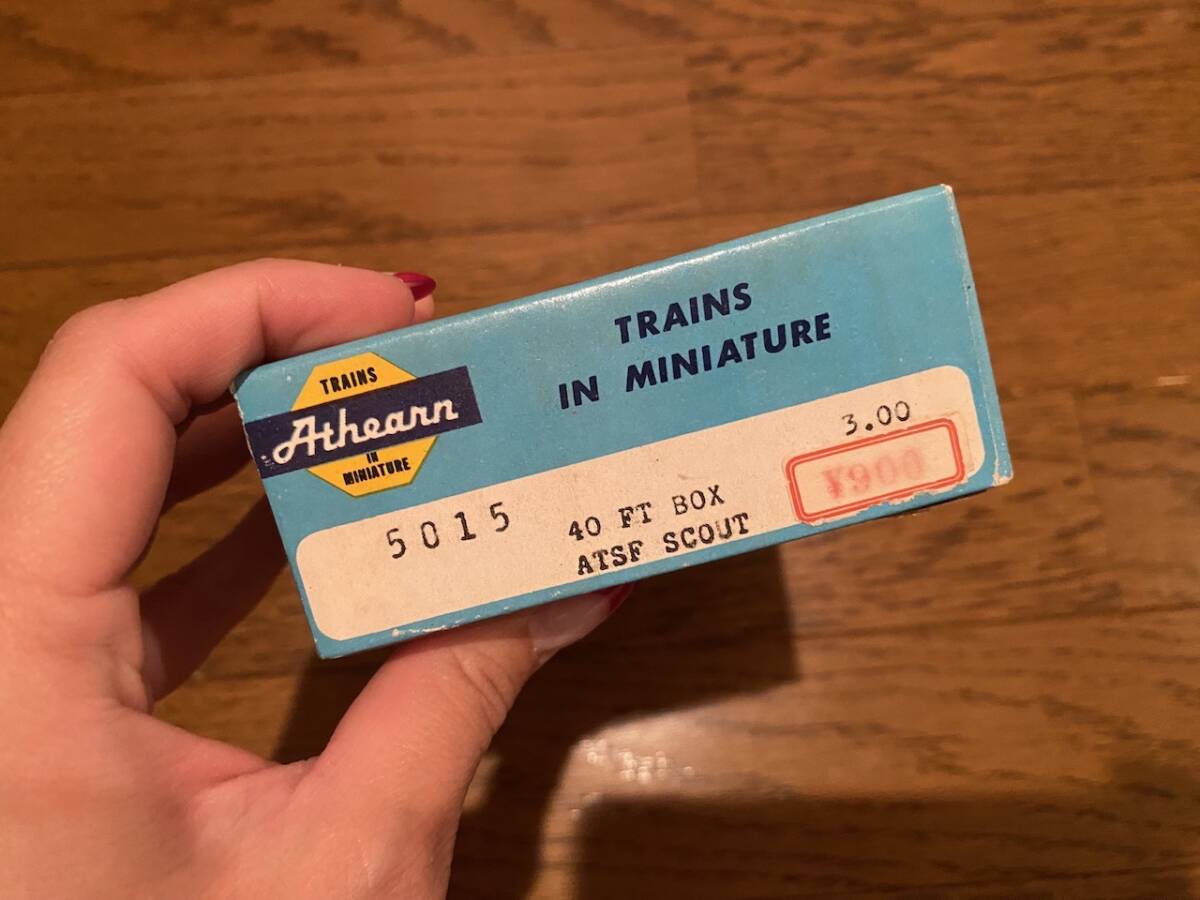 TRAINS
IN MINIATURE
TRAINS
Athearn
IN
MINIATURE
3.00
¥900
5015
40 FT BOX
ATSF SCOUT